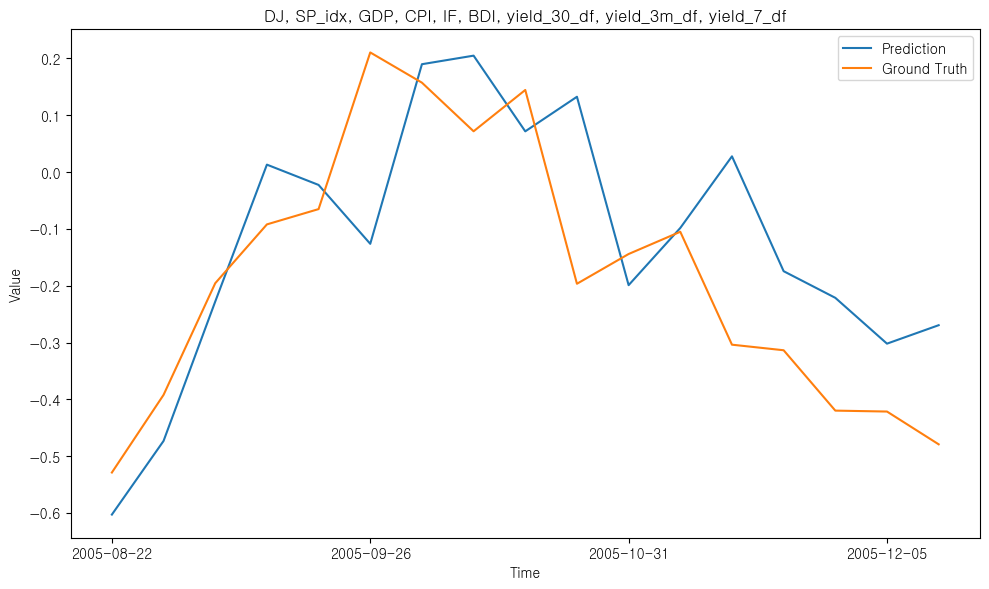 DJ, SP_idx, GDP, CPI, IF, BDI, yield_30_df, yield_3m_df, yield_7_df
Prediction
Ground Truth
0.2
0.1
0.0
−0.1
−0.2
−0.3
−0.4
−0.5
−0.6
Value
2005−08−22
2005−09−26
2005−10−31
2005−12−05
Time